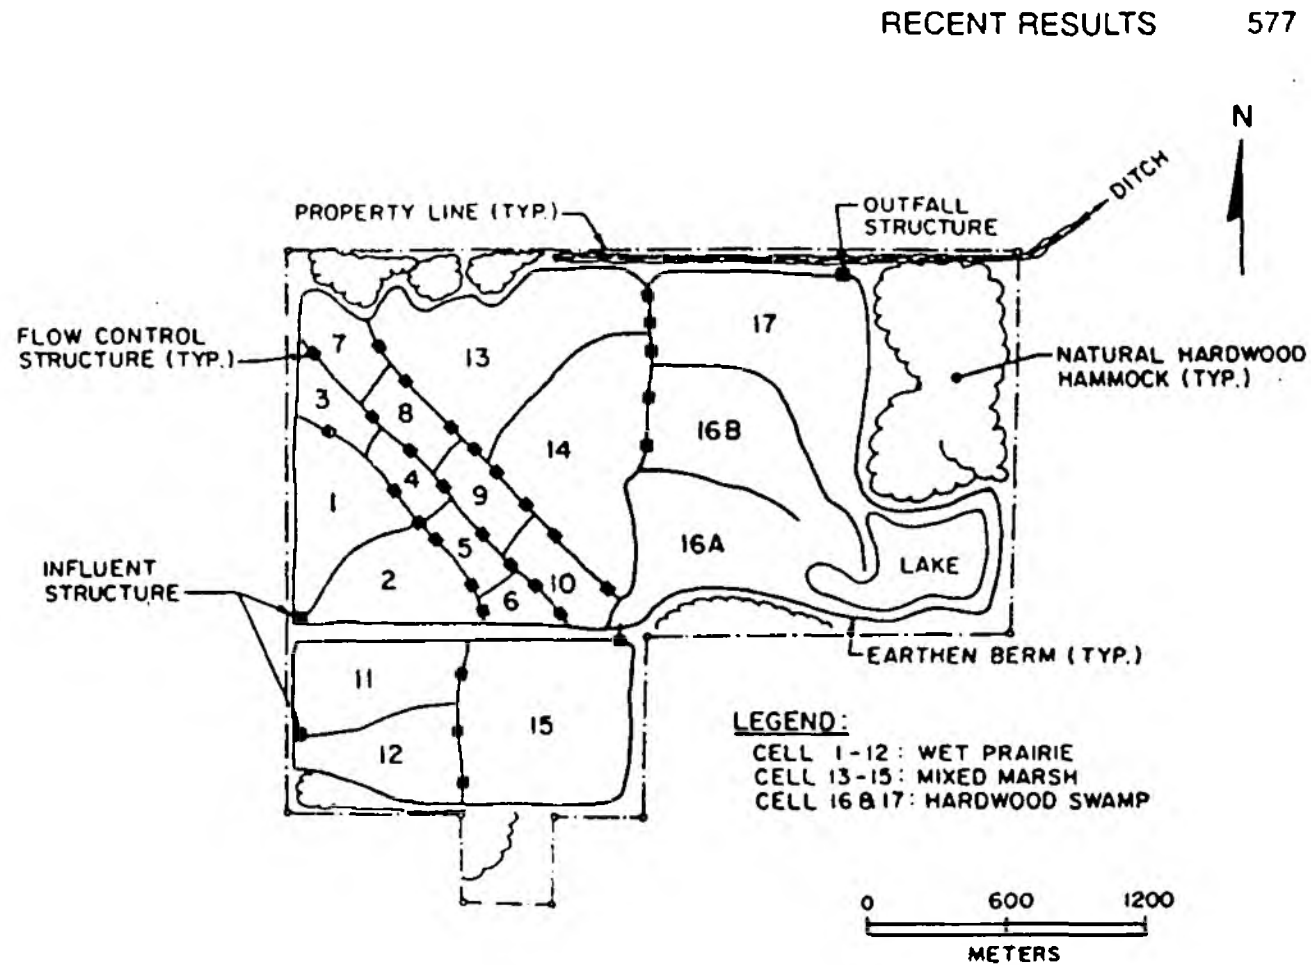 RECENT RESULTS 577
N
DITCH
PROPERTY LINE (TYP.)
OUTFALL
STRUCTURE
FLOW CONTROL
STRUCTURE (TYP.)
NATURAL HARDWOOD
HAMMOCK (TYP.)
7
13
17
3
8
14
16B
1
4
9
5
16A
2
6
10
LAKE
INFLUENT
STRUCTURE
EARTHEN BERM (TYP.)
11
12
15
LEGEND:
CELL 1-12: WET PRAIRIE
CELL 13-15: MIXED MARSH
CELL 16 & 17: HARDWOOD SWAMP
0 600 1200
METERS